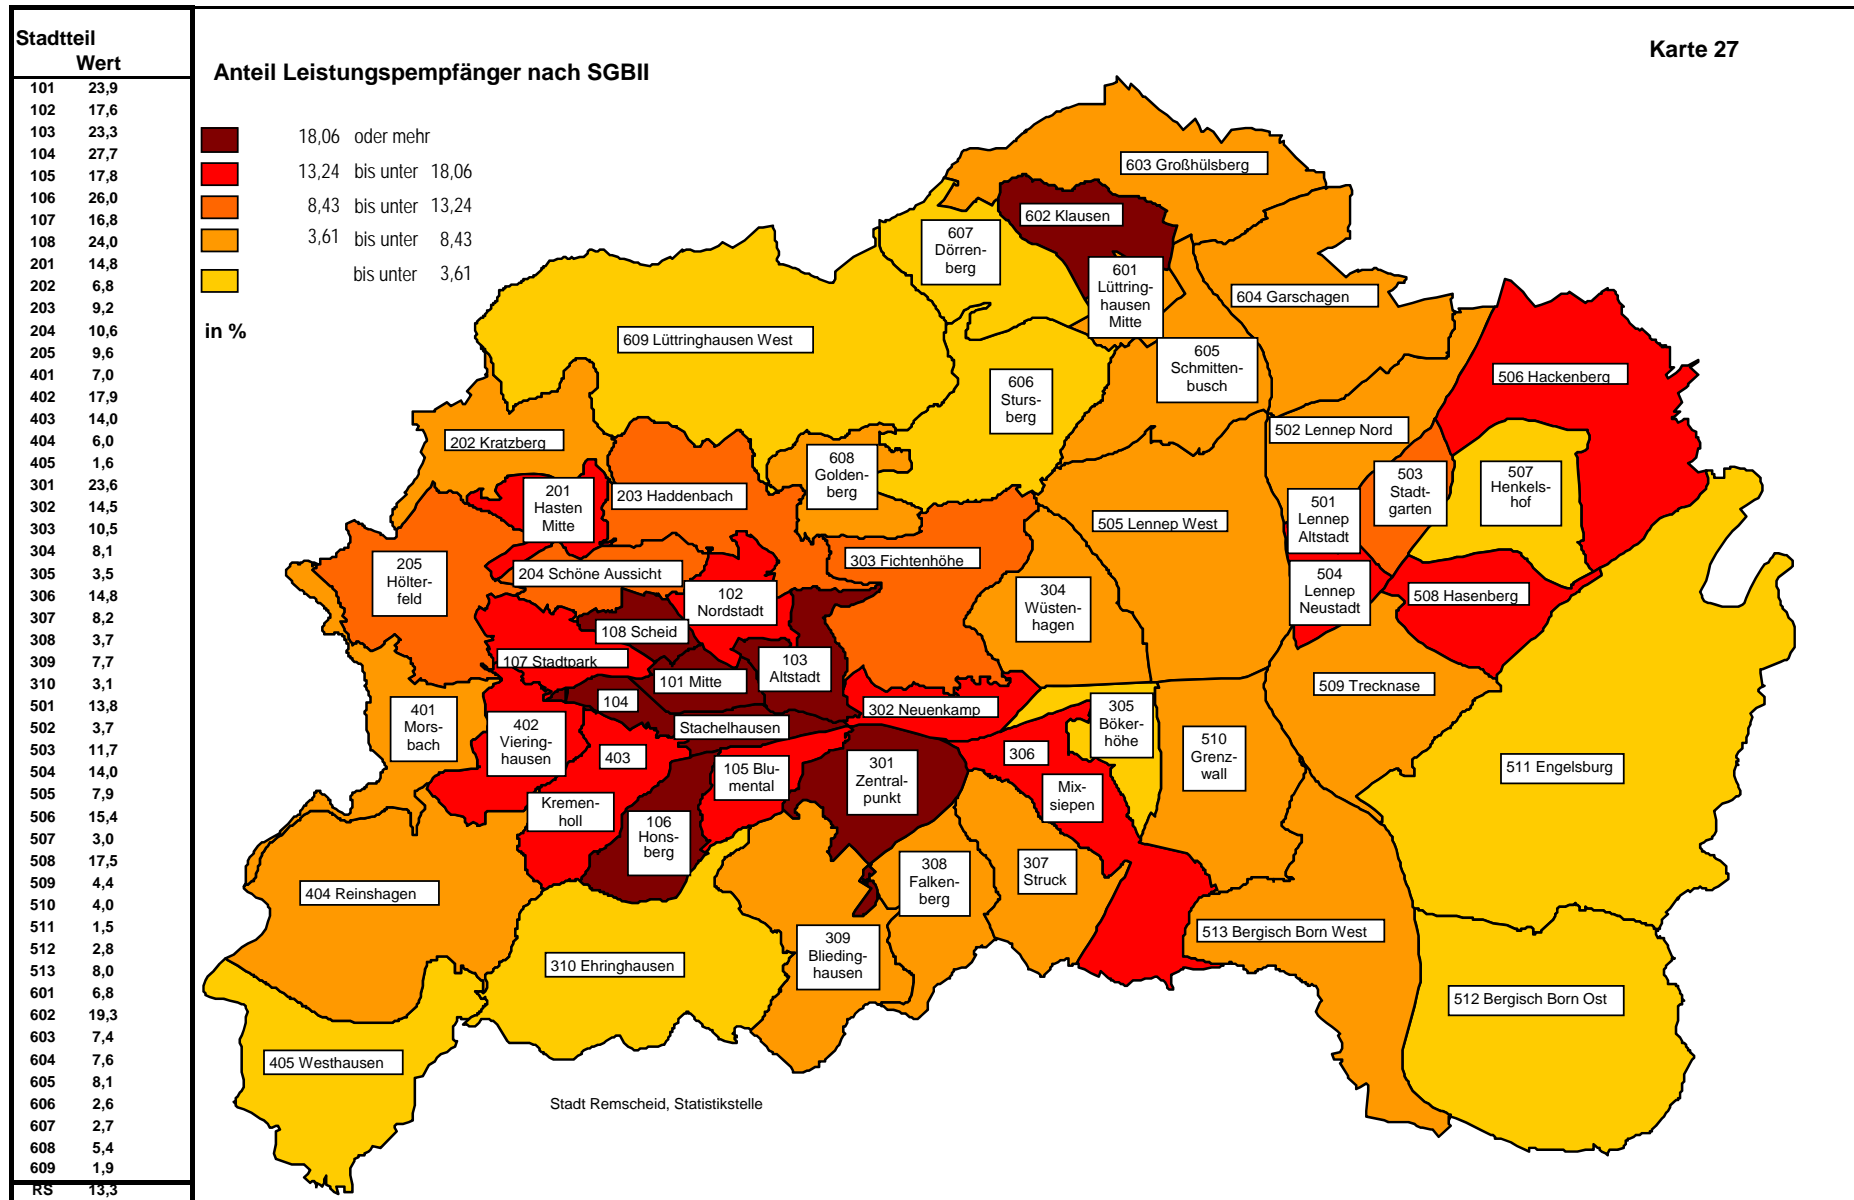 Stadtteil
Wert
101 23,9
102 17,6
103 23,3
104 27,7
105 17,8
106 26,0
107 16,8
108 24,0
201 14,8
202 6,8
203 9,2
204 10,6
205 9,6
401 7,0
402 17,9
403 14,0
404 6,0
405 1,6
301 23,6
302 14,5
303 10,5
304 8,1
305 3,5
306 14,8
307 8,2
308 3,7
309 7,7
310 3,1
501 13,8
502 3,7
503 11,7
504 14,0
505 7,9
506 15,4
507 3,0
508 17,5
509 4,4
510 4,0
511 1,5
512 2,8
513 8,0
601 6,8
602 19,3
603 7,4
604 7,6
605 8,1
606 2,6
607 2,7
608 5,4
609 1,9
RS 13,3
Karte 27
Anteil Leistungspempfänger nach SGBII
18,06 oder mehr
13,24 bis unter 18,06
8,43 bis unter 13,24
3,61 bis unter 8,43
bis unter 3,61
in %
603 Großhülsberg
602 Klausen
607
Dörren-
berg
601
Lüttring-
hausen
Mitte
604 Garschagen
609 Lüttringhausen West
605
Schmitten-
busch
606
Sturs-
berg
506 Hackenberg
502 Lennep Nord
202 Kratzberg
608
Golden-
berg
503
Stadt-
garten
507
Henkels-
hof
201
Hasten
Mitte
203 Haddenbach
501
Lennep
Altstadt
505 Lennep West
303 Fichtenhöhe
205
Hölter-
feld
204 Schöne Aussicht
102
Nordstadt
304
Wüsten-
hagen
504
Lennep
Neustadt
508 Hasenberg
108 Scheid
107 Stadtpark
103
Altstadt
101 Mitte
509 Trecknase
104
Stachelhausen
302 Neuenkamp
401
Mors-
bach
402
Viering-
hausen
403
Kremen-
holl
305
Böker-
höhe
510
Grenz-
wall
306
Mix-
siepen
105 Blu-
mental
301
Zentral-
punkt
511 Engelsburg
106
Hons-
berg
308
Falken-
berg
307
Struck
404 Reinshagen
513 Bergisch Born West
309
Blieding-
hausen
310 Ehringhausen
512 Bergisch Born Ost
405 Westhausen
Stadt Remscheid, Statistikstelle